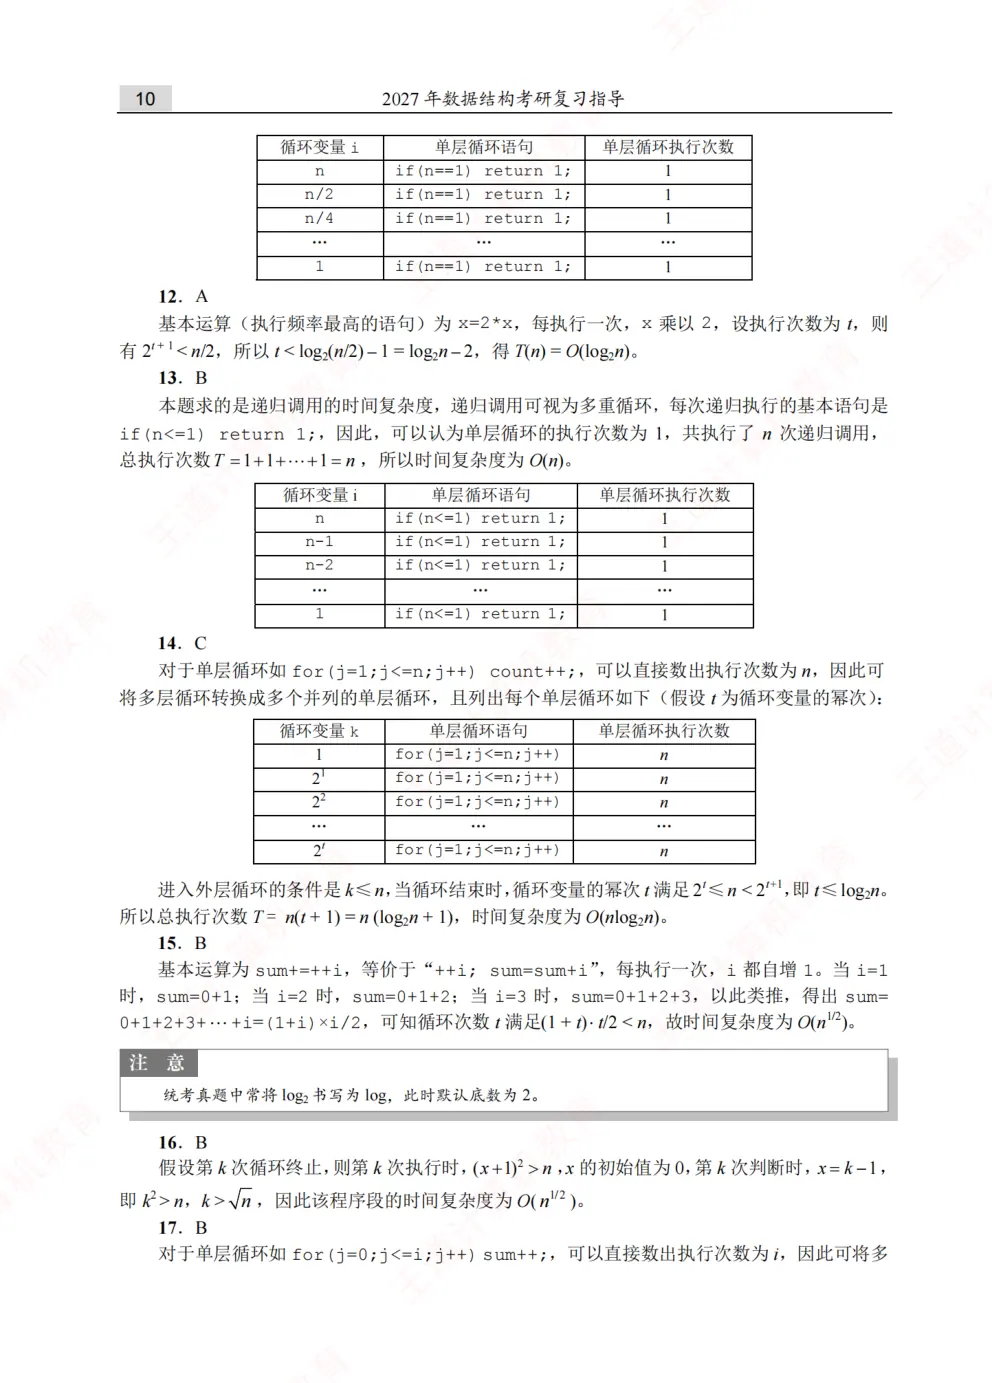 10
2027 年数据结构考研复习指导
循环变量 i 单层循环语句 单层循环执行次数
n if(n==1) return 1; 1
n/2 if(n==1) return 1; 1
n/4 if(n==1) return 1; 1
… … …
1 if(n==1) return 1; 1
12. A
基本运算（执行频率最高的语句）为 x=2*x，每执行一次，x 乘以 2，设执行次数为 t，则
有 2^{t+1} < n/2，所以 t < log₂(n/2) – 1 = log₂n – 2，得 T(n) = O(log₂n)。
13. B
本题求的是递归调用的时间复杂度，递归调用可视为多重循环，每次递归执行的基本语句是
if(n<=1) return 1;，因此，可以认为单层循环的执行次数为 1，共执行了 n 次递归调用，
总执行次数 T = 1+1+⋯+1 = n，所以时间复杂度为 O(n)。
循环变量 i 单层循环语句 单层循环执行次数
n if(n<=1) return 1; 1
n-1 if(n<=1) return 1; 1
n-2 if(n<=1) return 1; 1
… … …
1 if(n<=1) return 1; 1
14. C
对于单层循环如 for(j=1;j<=n;j++) count++;，可以直接数出执行次数为 n，因此可
将多层循环转换成多个并列的单层循环，且列出每个单层循环如下（假设 t 为循环变量的幂次）：
循环变量 k 单层循环语句 单层循环执行次数
1 for(j=1;j<=n;j++) n
2¹ for(j=1;j<=n;j++) n
2² for(j=1;j<=n;j++) n
… … …
2^t for(j=1;j<=n;j++) n
进入外层循环的条件是 k≤n，当循环结束时，循环变量的幂次 t 满足 2^t ≤ n < 2^{t+1}，即 t≤log₂n。
所以总执行次数 T = n(t + 1) = n (log₂n + 1)，时间复杂度为 O(nlog₂n)。
15. B
基本运算为 sum+=++i，等价于“++i; sum=sum+i”，每执行一次，i 都自增 1。当 i=1
时，sum=0+1；当 i=2 时，sum=0+1+2；当 i=3 时，sum=0+1+2+3，以此类推，得出 sum=
0+1+2+3+⋯+i=(1+i)×i/2，可知循环次数 t 满足(1 + t)· t/2 < n，故时间复杂度为 O(n^{1/2})。
注 意
统考真题中常将 log₂ 书写为 log，此时默认底数为 2。
16. B
假设第 k 次循环终止，则第 k 次执行时，(x+1)² > n，x 的初始值为 0，第 k 次判断时，x = k−1，
即 k² > n，k > √n，因此该程序段的时间复杂度为 O(n^{1/2})。
17. B
对于单层循环如 for(j=0;j<=i;j++) sum++;，可以直接数出执行次数为 i，因此可将多